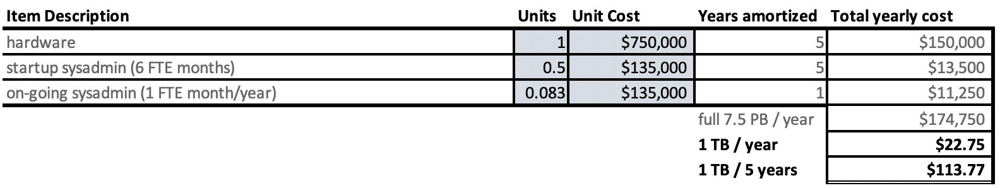 Item Description Units Unit Cost Years amortized Total yearly cost
hardware 1 $750,000 5 $150,000
startup sysadmin (6 FTE months) 0.5 $135,000 5 $13,500
on-going sysadmin (1 FTE month/year) 0.083 $135,000 1 $11,250
full 7.5 PB / year $174,750
1 TB / year $22.75
1 TB / 5 years $113.77